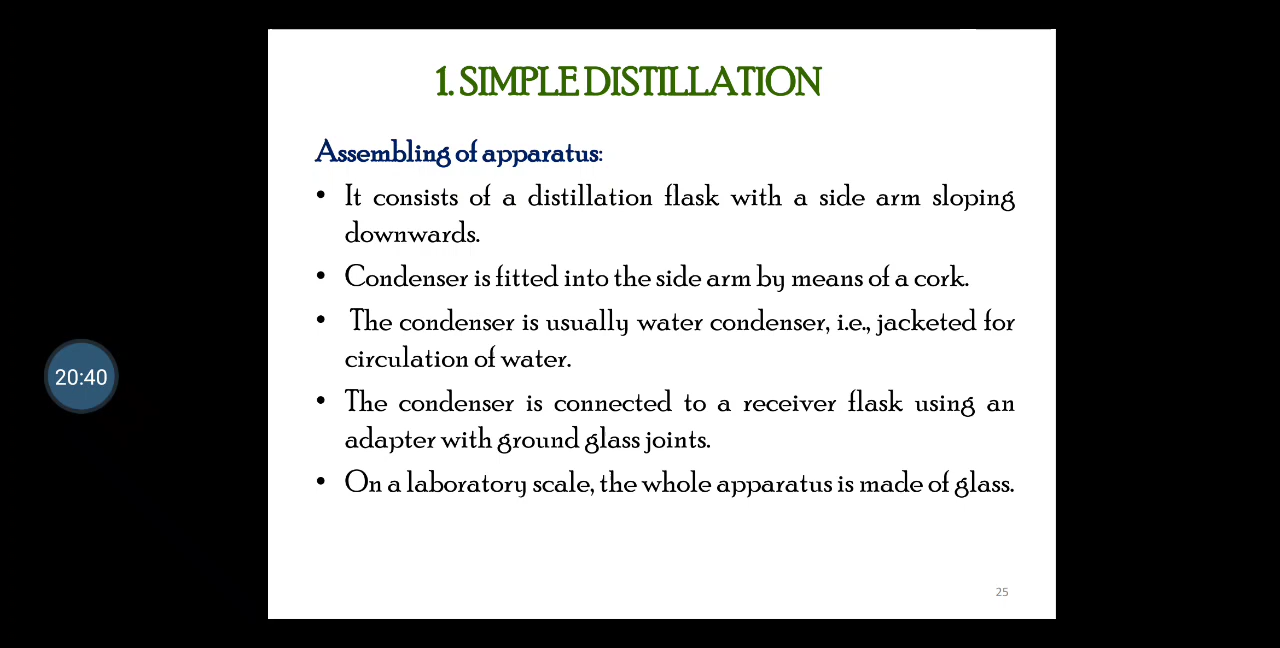 1. SIMPLE DISTILLATION
Assembling of apparatus:
• It consists of a distillation flask with a side arm sloping
downwards.
• Condenser is fitted into the side arm by means of a cork.
• The condenser is usually water condenser, i.e., jacketed for
circulation of water.
20:40
• The condenser is connected to a receiver flask using an
adapter with ground glass joints.
• On a laboratory scale, the whole apparatus is made of glass.
25